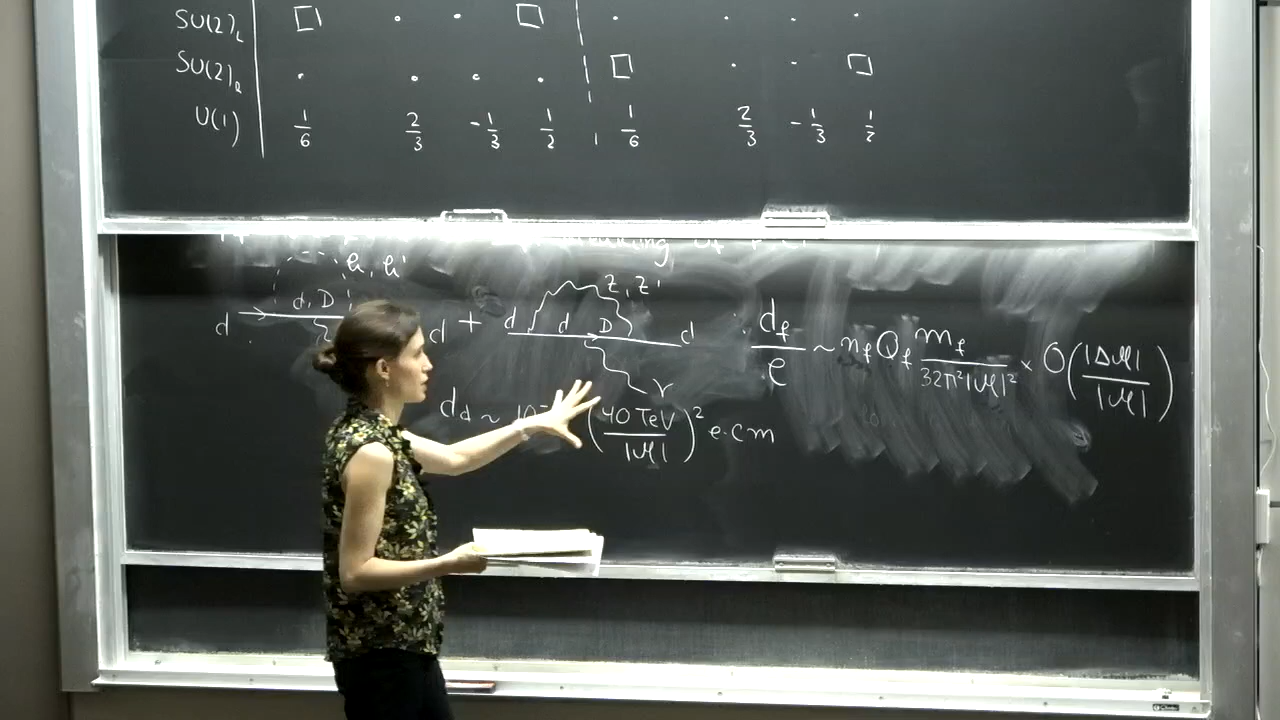 SU(2)_L □ · · □ · · · ·
SU(2)_R · · · · □ · · □
U(1) 1/6 2/3 -1/3 1/2 1/6 2/3 -1/3 1/2
h, h'
d d, D d + d d D d Z, Z' γ
d_f/e ~ n_f Q_f m_f/(32π²|M|²) × O(|ΔM|/|M|)
d_d ~ (40 TeV/|M|)² e·cm